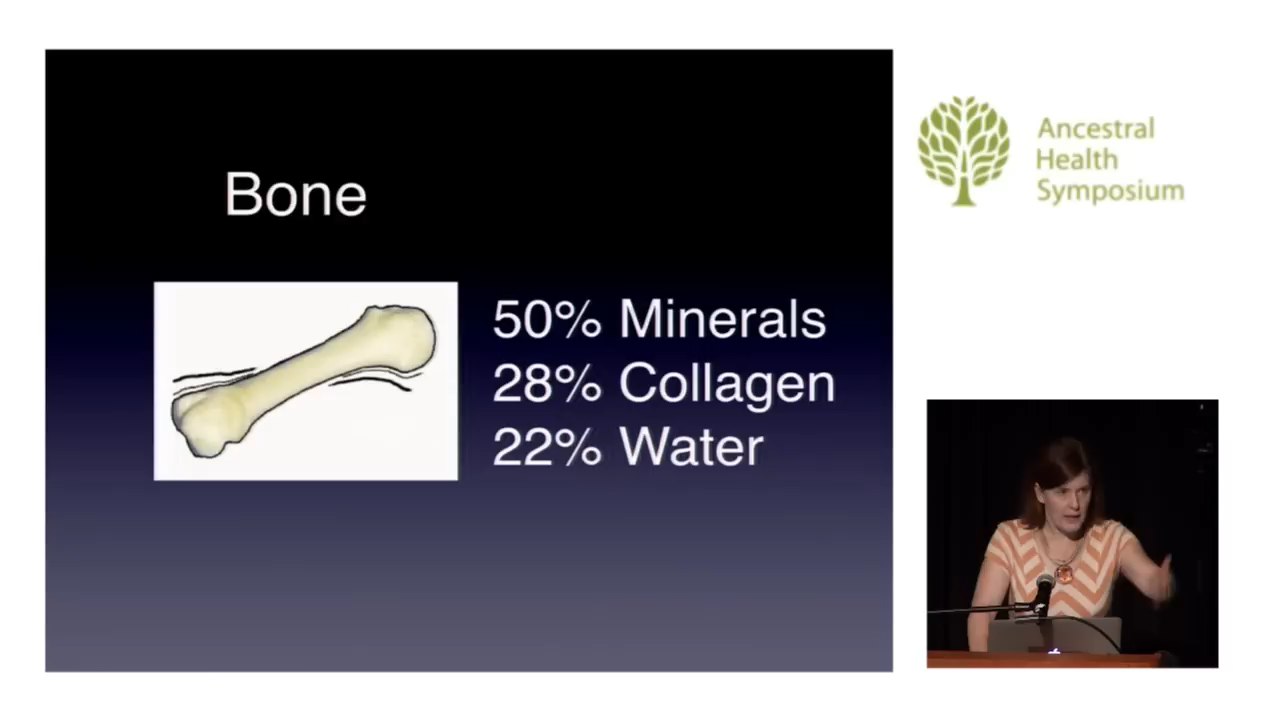 Bone
50% Minerals
28% Collagen
22% Water
Ancestral
Health
Symposium